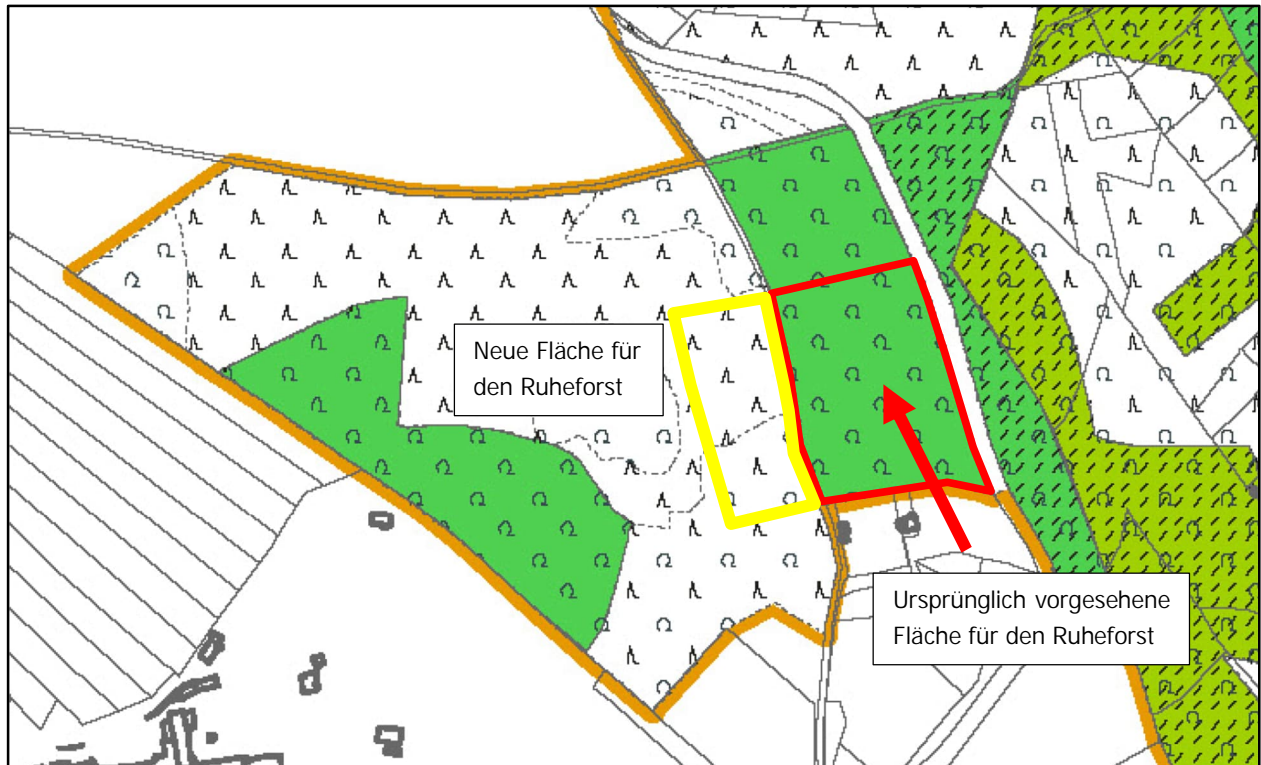 Neue Fläche für
den Ruheforst
Ursprünglich vorgesehene
Fläche für den Ruheforst